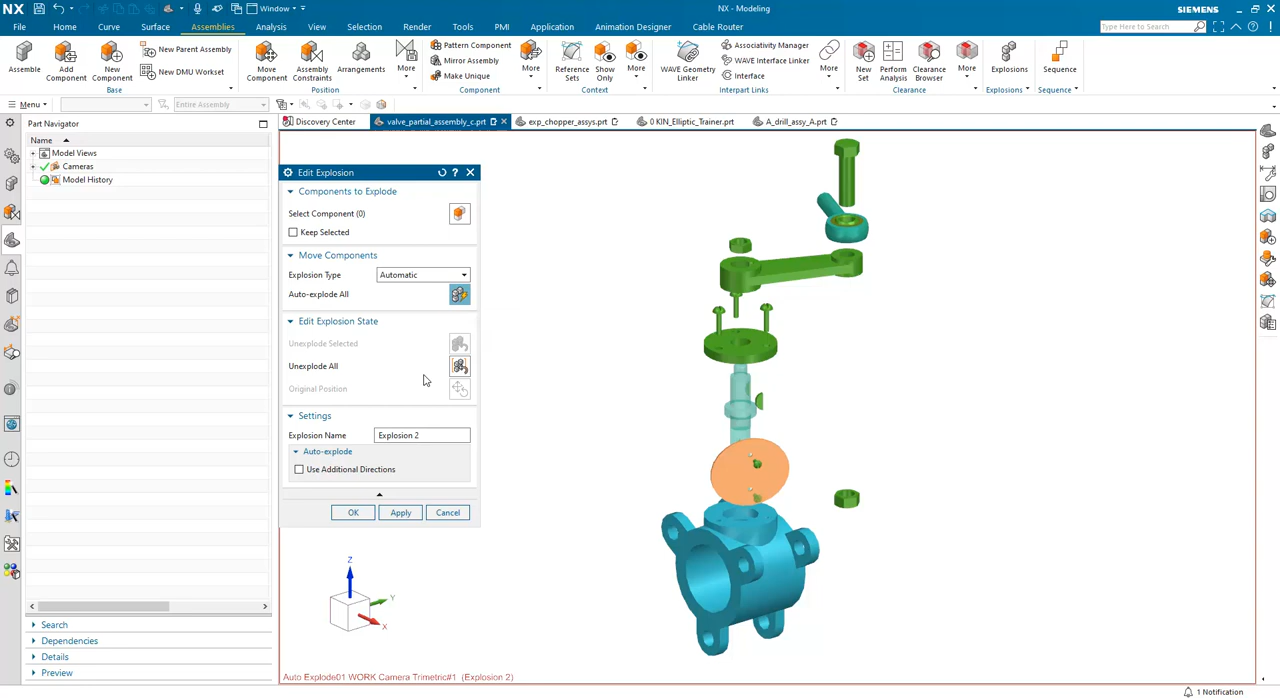 NX
Window
NX - Modeling
SIEMENS
File Home Curve Surface Assemblies Analysis View Selection Render Tools PMI Application Animation Designer Cable Router
Type Here to Search
Assemble
Add Component
New Component
New Parent Assembly
New DMU Workset
Base
Move Component
Assembly Constraints
Arrangements
More
Position
Pattern Component
Mirror Assembly
Make Unique
More
Component
Reference Sets
Show Only
More
Context
WAVE Geometry Linker
Associativity Manager
WAVE Interface Linker
Interface
More
Interpart Links
New Set
Perform Analysis
Clearance Browser
More
Clearance
Explosions
Explosions
Sequence
Sequence
Menu
Entire Assembly
Part Navigator
Discovery Center
valve_partial_assembly_c.prt
exp_chopper_assys.prt
0 KIN_Elliptic_Trainer.prt
A_drill_assy_A.prt
Name
Model Views
Cameras
Model History
Edit Explosion
Components to Explode
Select Component (0)
Keep Selected
Move Components
Explosion Type Automatic
Auto-explode All
Edit Explosion State
Unexplode Selected
Unexplode All
Original Position
Settings
Explosion Name Explosion 2
Auto-explode
Use Additional Directions
OK Apply Cancel
Z
Y
X
Search
Dependencies
Details
Preview
Auto Explode01 WORK Camera Trimetric#1 (Explosion 2)
1 Notification